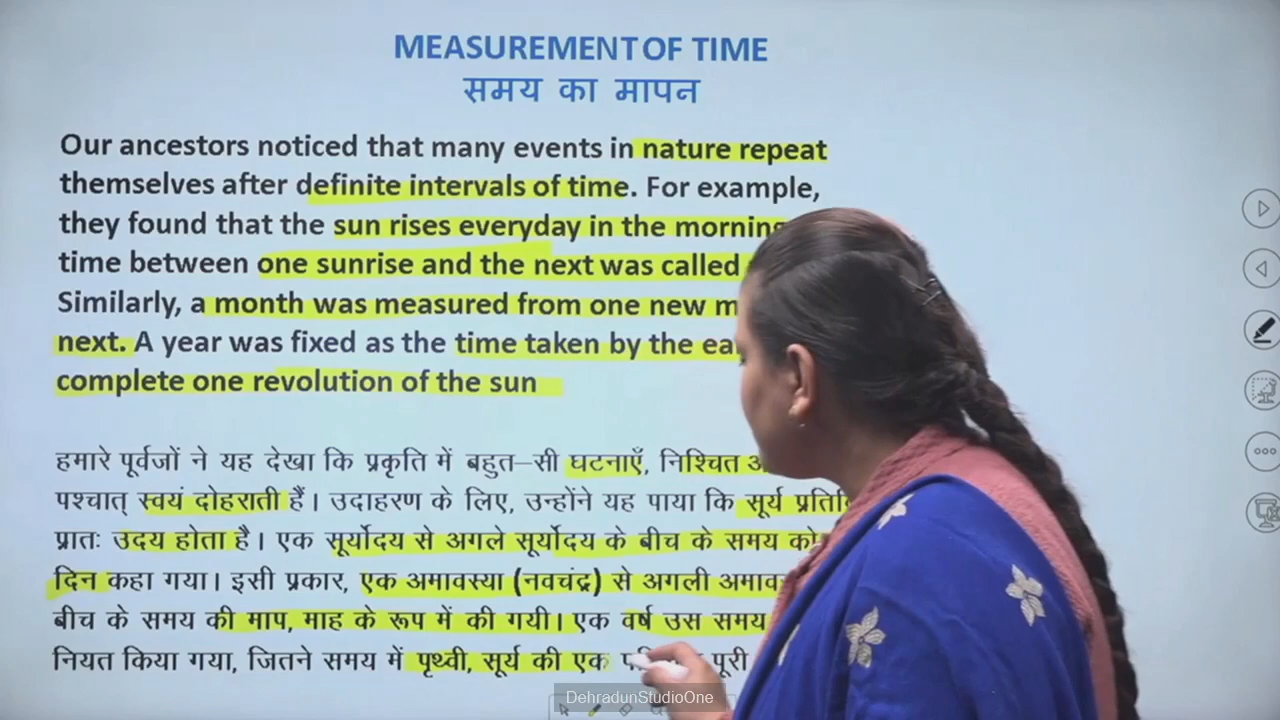 MEASUREMENT OF TIME
समय का मापन
Our ancestors noticed that many events in nature repeat
themselves after definite intervals of time. For example,
they found that the sun rises everyday in the morning
time between one sunrise and the next was called
Similarly, a month was measured from one new
next. A year was fixed as the time taken by the
complete one revolution of the sun
हमारे पूर्वजों ने यह देखा कि प्रकृति में बहुत–सी घटनाएँ, निश्चित
पश्चात् स्वयं दोहराती हैं। उदाहरण के लिए, उन्होंने यह पाया कि सूर्य
प्रातः उदय होता है। एक सूर्योदय से अगले सूर्योदय के बीच के समय को
दिन कहा गया। इसी प्रकार, एक अमावस्या (नवचंद्र) से अगली
बीच के समय की माप, माह के रूप में की गयी। एक वर्ष उस समय
नियत किया गया, जितने समय में पृथ्वी, सूर्य की एक पूरी
DehradunStudioOne